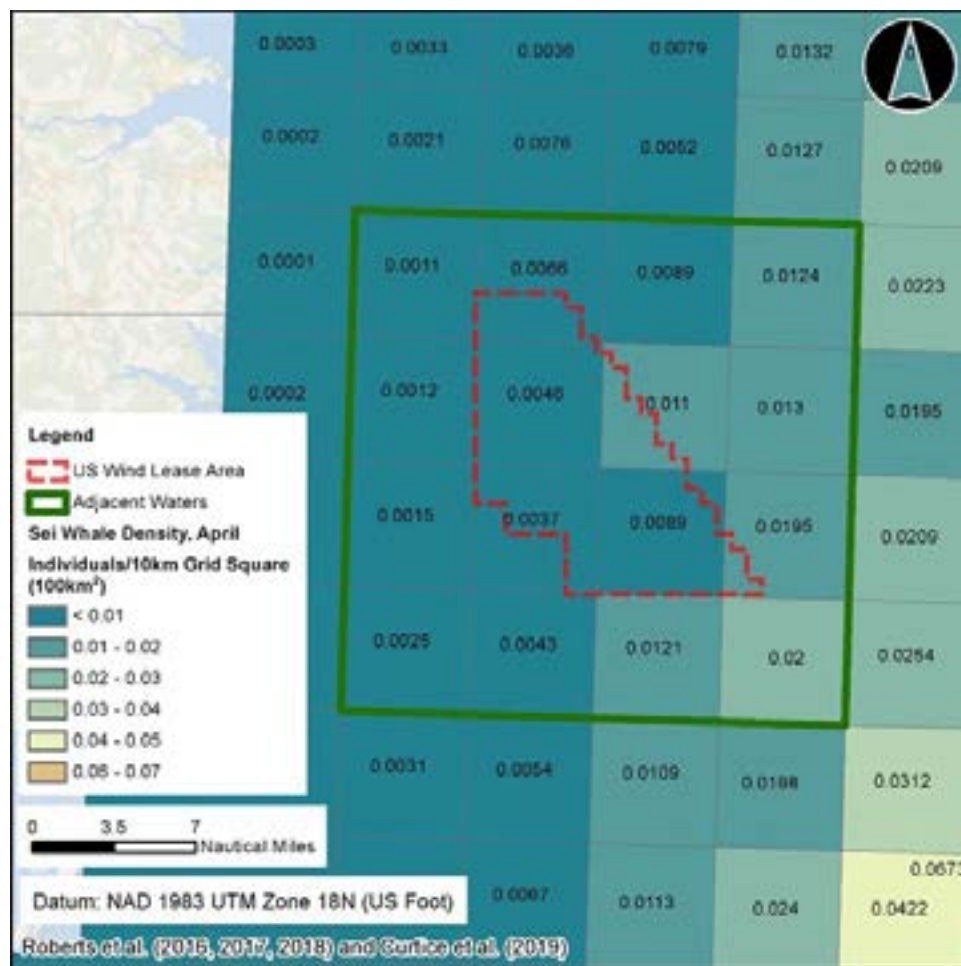 0.0003 0.0033 0.0036 0.0079 0.0132
0.0002 0.0021 0.0076 0.0052 0.0127 0.0209
0.0001 0.0011 0.0066 0.0089 0.0124 0.0223
0.0002 0.0012 0.0046 0.011 0.013 0.0195
Legend
US Wind Lease Area
Adjacent Waters
Sei Whale Density, April
Individuals/10km Grid Square
(100km²)
< 0.01
0.01 - 0.02
0.02 - 0.03
0.03 - 0.04
0.04 - 0.05
0.06 - 0.07
0.0015 0.0037 0.0089 0.0195 0.0209
0.0025 0.0043 0.0121 0.02 0.0254
0.0031 0.0054 0.0109 0.0198 0.0312
0 3.5 7
Nautical Miles
0.0067 0.0113 0.024 0.0422
0.0673
Datum: NAD 1983 UTM Zone 18N (US Foot)
Roberts et al. (2016, 2017, 2018) and Curtice et al. (2019)